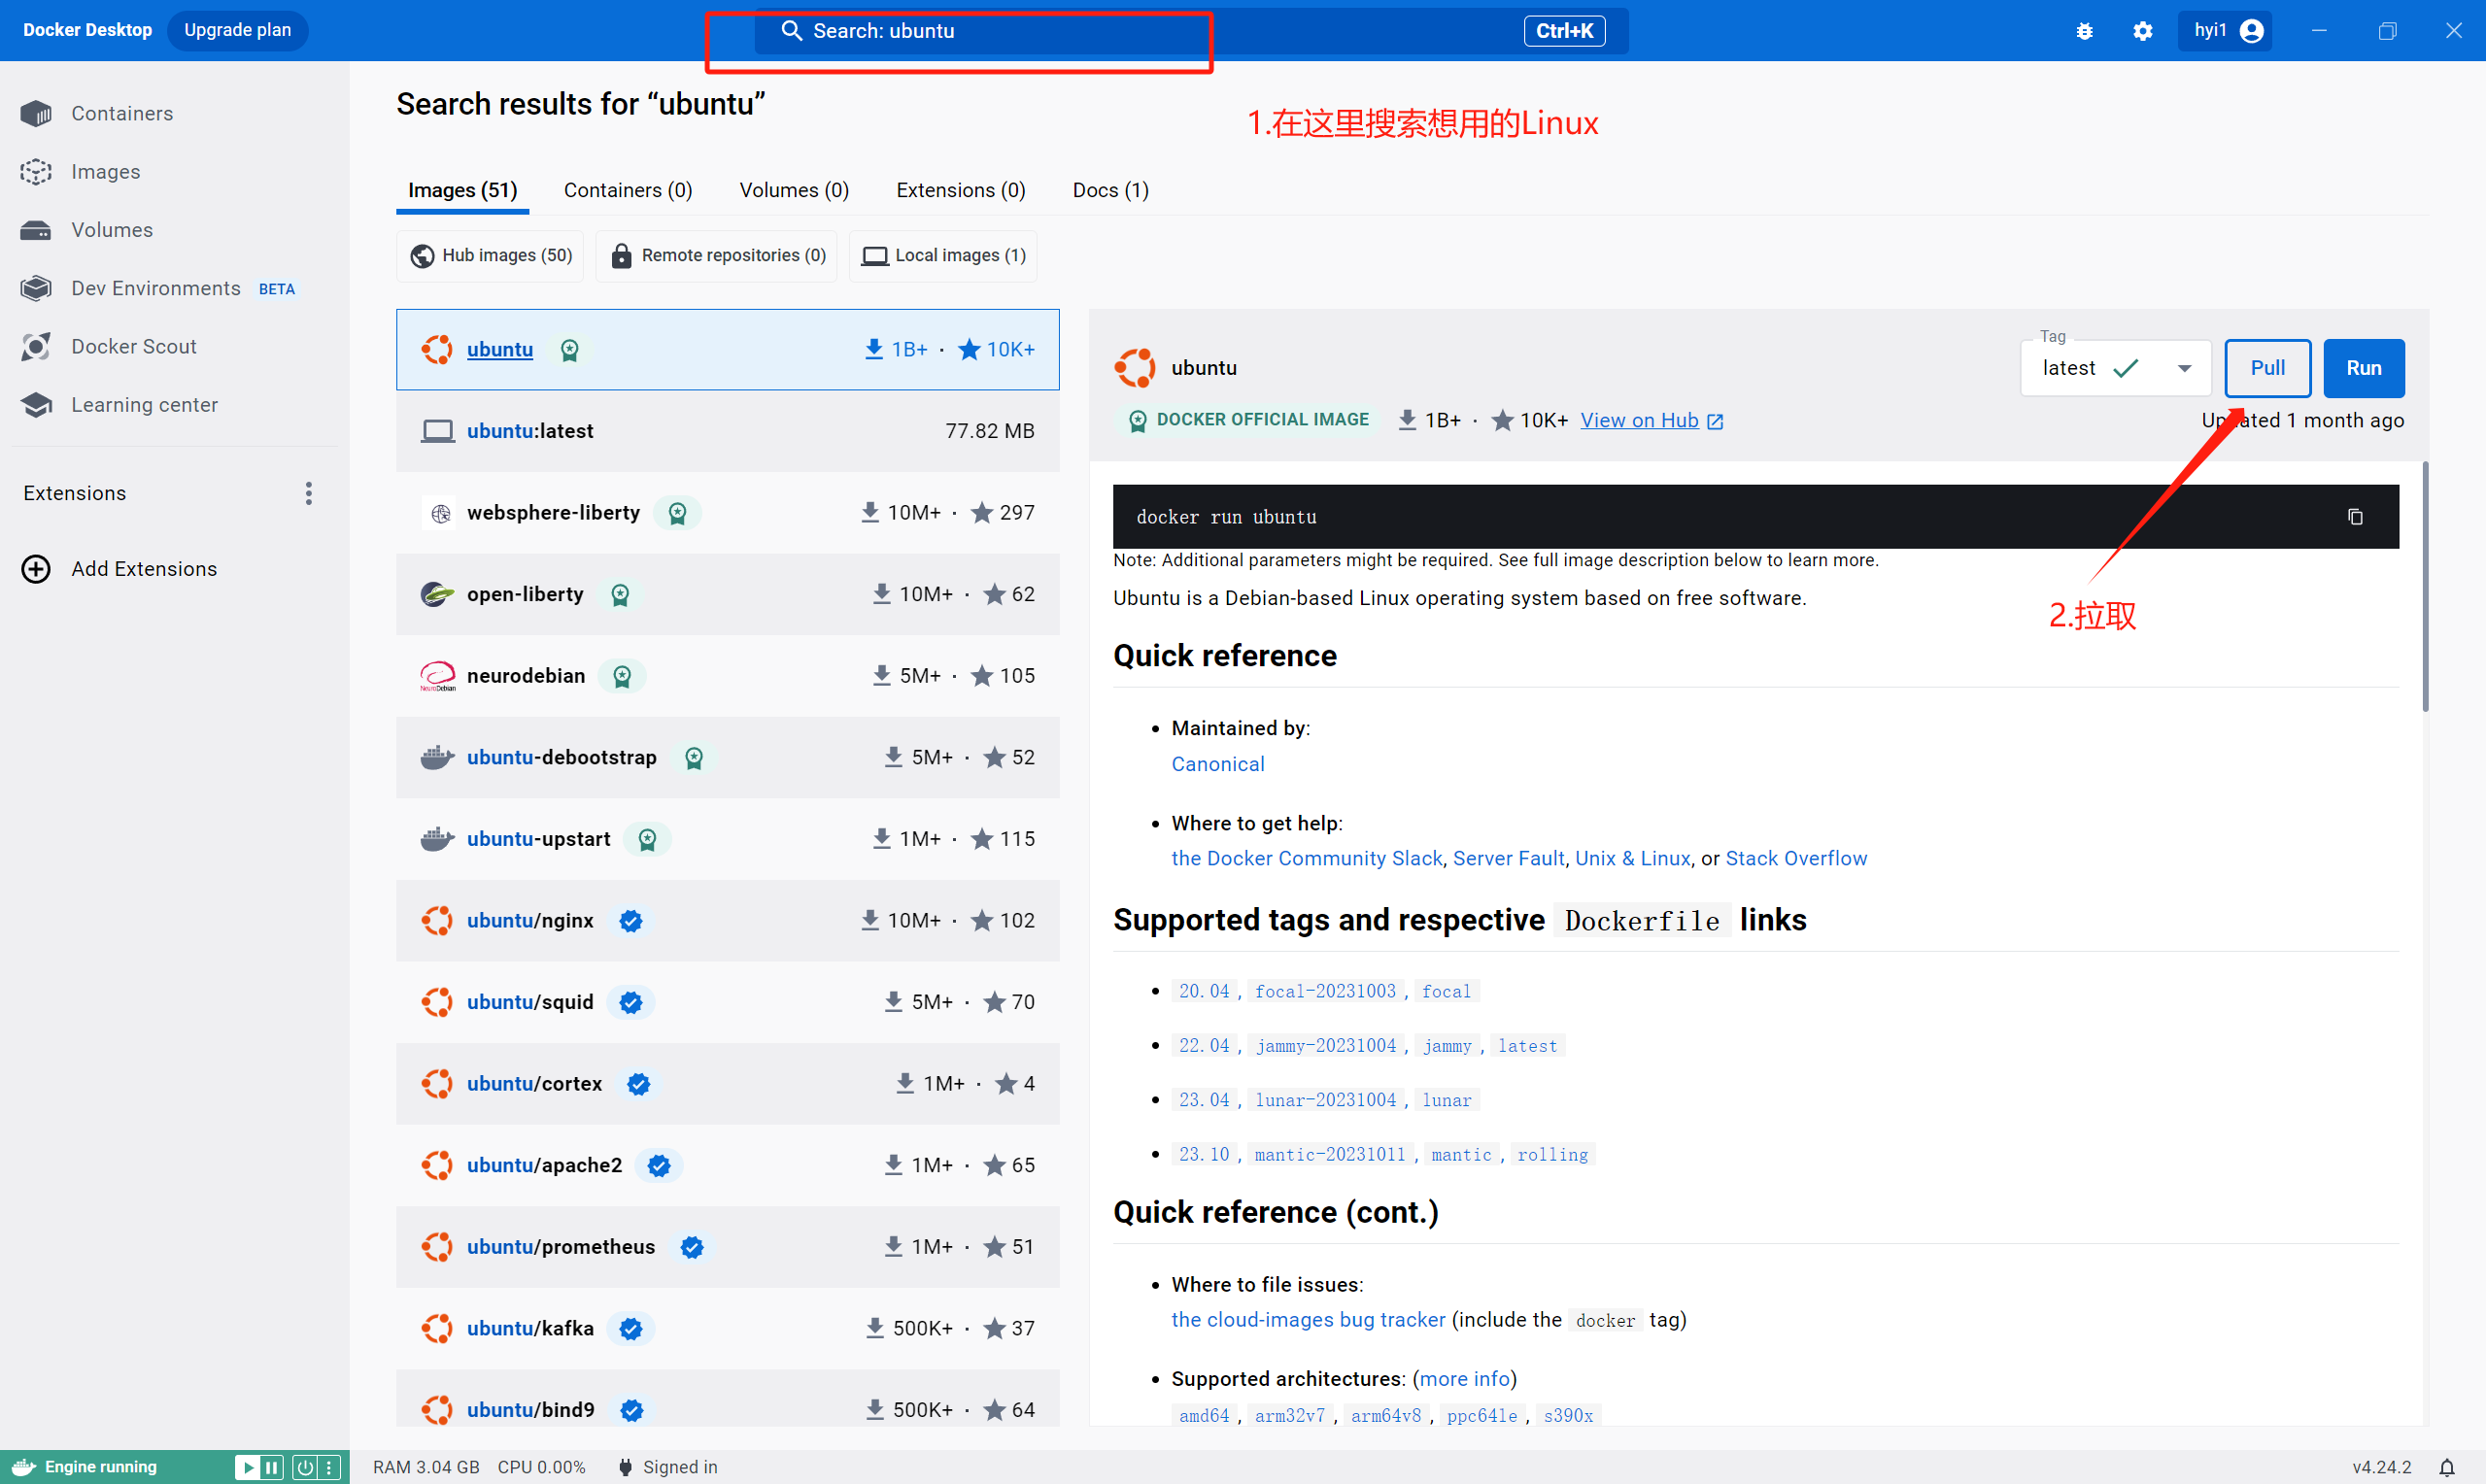 Docker Desktop Upgrade plan Search: ubuntu Ctrl+K hyi1
Containers
Images
Volumes
Dev Environments BETA
Docker Scout
Learning center
Extensions
Add Extensions
Search results for “ubuntu”
1.在这里搜索想用的Linux
Images (51) Containers (0) Volumes (0) Extensions (0) Docs (1)
Hub images (50) Remote repositories (0) Local images (1)
ubuntu 1B+ · 10K+
ubuntu:latest 77.82 MB
websphere-liberty 10M+ · 297
open-liberty 10M+ · 62
neurodebian 5M+ · 105
ubuntu-debootstrap 5M+ · 52
ubuntu-upstart 1M+ · 115
ubuntu/nginx 10M+ · 102
ubuntu/squid 5M+ · 70
ubuntu/cortex 1M+ · 4
ubuntu/apache2 1M+ · 65
ubuntu/prometheus 1M+ · 51
ubuntu/kafka 500K+ · 37
ubuntu/bind9 500K+ · 64
Tag
ubuntu latest Pull Run
DOCKER OFFICIAL IMAGE 1B+ · 10K+ View on Hub Updated 1 month ago
docker run ubuntu
Note: Additional parameters might be required. See full image description below to learn more.
Ubuntu is a Debian-based Linux operating system based on free software.
2.拉取
Quick reference
• Maintained by:
Canonical
• Where to get help:
the Docker Community Slack, Server Fault, Unix & Linux, or Stack Overflow
Supported tags and respective Dockerfile links
• 20.04, focal-20231003, focal
• 22.04, jammy-20231004, jammy, latest
• 23.04, lunar-20231004, lunar
• 23.10, mantic-20231011, mantic, rolling
Quick reference (cont.)
• Where to file issues:
the cloud-images bug tracker (include the docker tag)
• Supported architectures: (more info)
amd64, arm32v7, arm64v8, ppc64le, s390x
Engine running RAM 3.04 GB CPU 0.00% Signed in v4.24.2